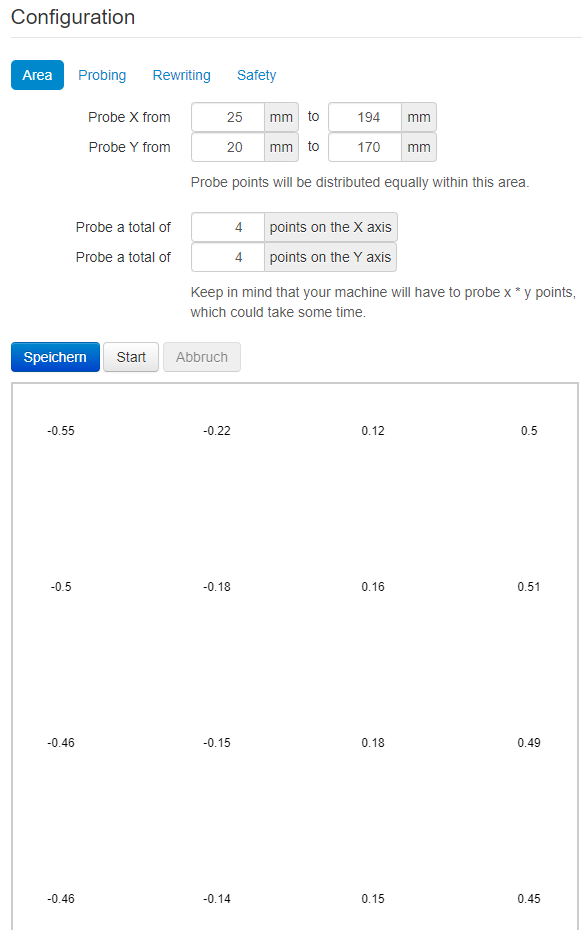 Configuration
Area Probing Rewriting Safety
Probe X from 25 mm to 194 mm
Probe Y from 20 mm to 170 mm
Probe points will be distributed equally within this area.
Probe a total of 4 points on the X axis
Probe a total of 4 points on the Y axis
Keep in mind that your machine will have to probe x * y points,
which could take some time.
Speichern Start Abbruch
-0.55 -0.22 0.12 0.5
-0.5 -0.18 0.16 0.51
-0.46 -0.15 0.18 0.49
-0.46 -0.14 0.15 0.45